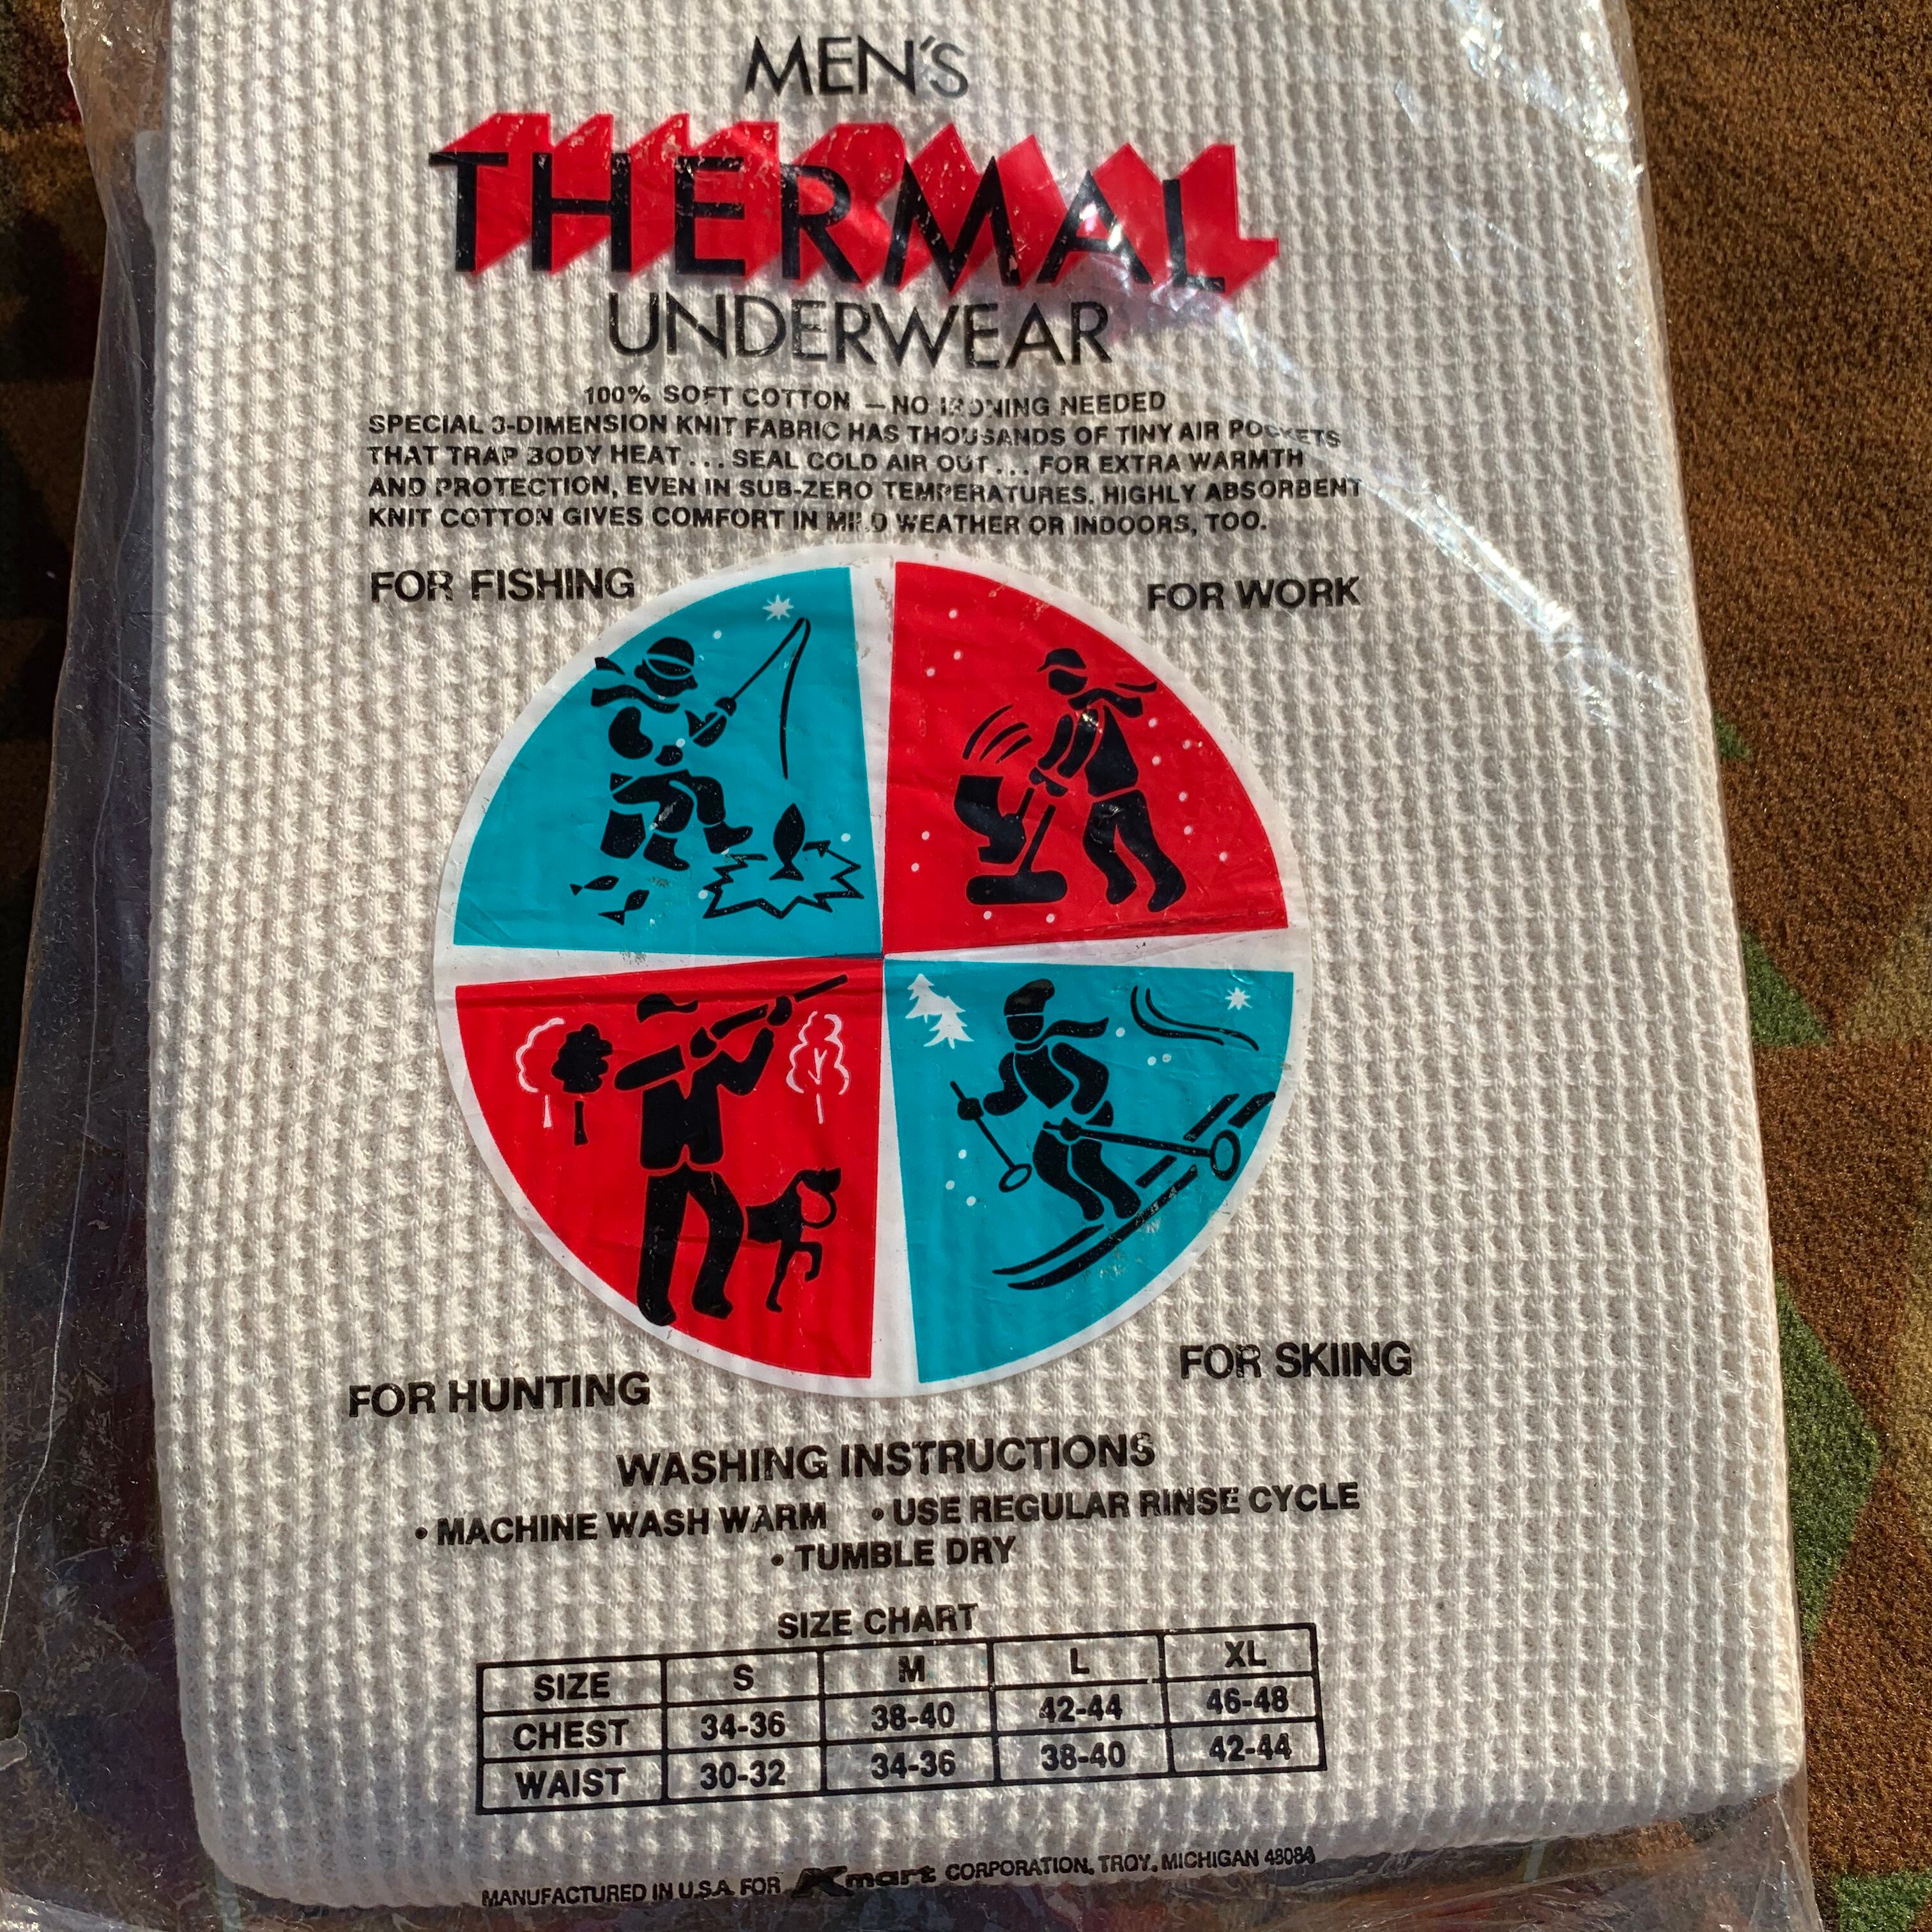 MEN'S
THERMAL
UNDERWEAR
100% SOFT COTTON — NO IRONING NEEDED
SPECIAL 3-DIMENSION KNIT FABRIC HAS THOUSANDS OF TINY AIR POCKETS
THAT TRAP BODY HEAT . . . SEAL COLD AIR OUT . . . FOR EXTRA WARMTH
AND PROTECTION, EVEN IN SUB-ZERO TEMPERATURES. HIGHLY ABSORBENT
KNIT COTTON GIVES COMFORT IN MILD WEATHER OR INDOORS, TOO.
FOR FISHING
FOR WORK
FOR HUNTING
FOR SKIING
WASHING INSTRUCTIONS
• MACHINE WASH WARM • USE REGULAR RINSE CYCLE
• TUMBLE DRY
SIZE CHART
SIZE S M L XL
CHEST 34-36 38-40 42-44 46-48
WAIST 30-32 34-36 38-40 42-44
MANUFACTURED IN U.S.A. FOR Kmart CORPORATION, TROY, MICHIGAN 48084